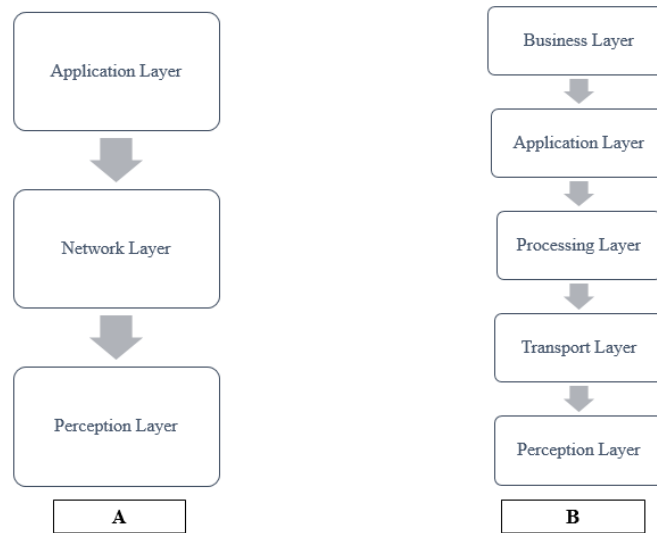 Application Layer
Network Layer
Perception Layer
A
Business Layer
Application Layer
Processing Layer
Transport Layer
Perception Layer
B